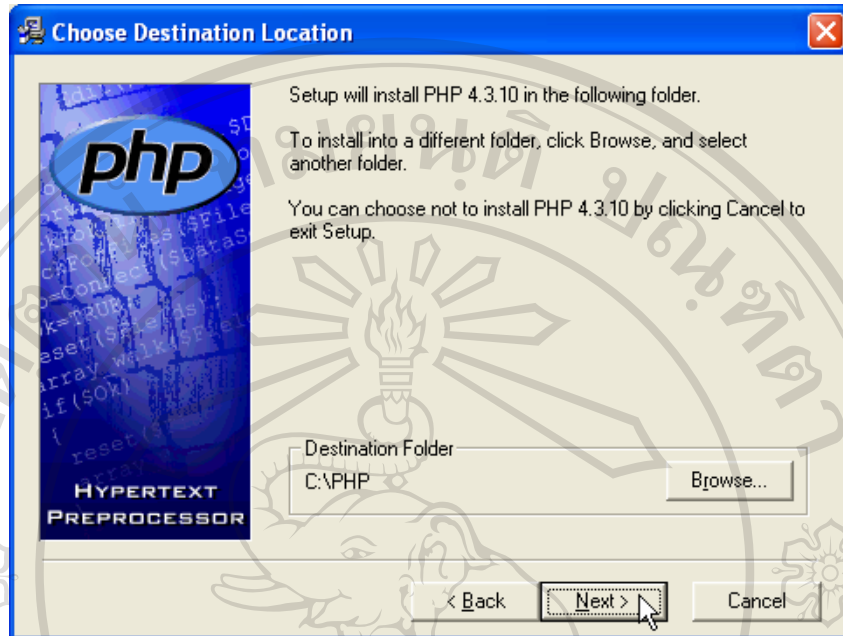 Choose Destination Location
php
HYPERTEXT
PREPROCESSOR
Setup will install PHP 4.3.10 in the following folder.
To install into a different folder, click Browse, and select
another folder.
You can choose not to install PHP 4.3.10 by clicking Cancel to
exit Setup.
Destination Folder
C:\PHP
Browse...
< Back
Next >
Cancel